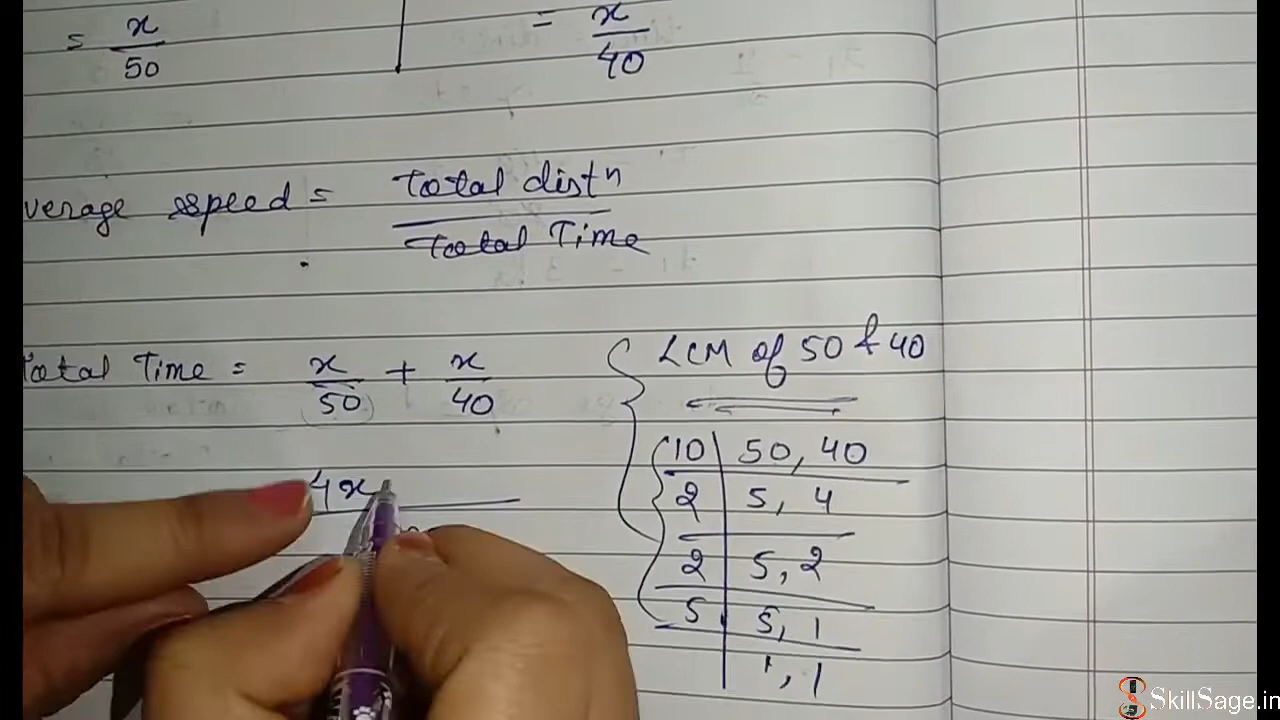 = x/50
= x/40
verage speed = Total distn / Total Time
Total Time = x/50 + x/40
4x
LCM of 50 & 40
10 | 50, 40
2 | 5, 4
2 | 5, 2
5 | 5, 1
1, 1
SkillSage.in